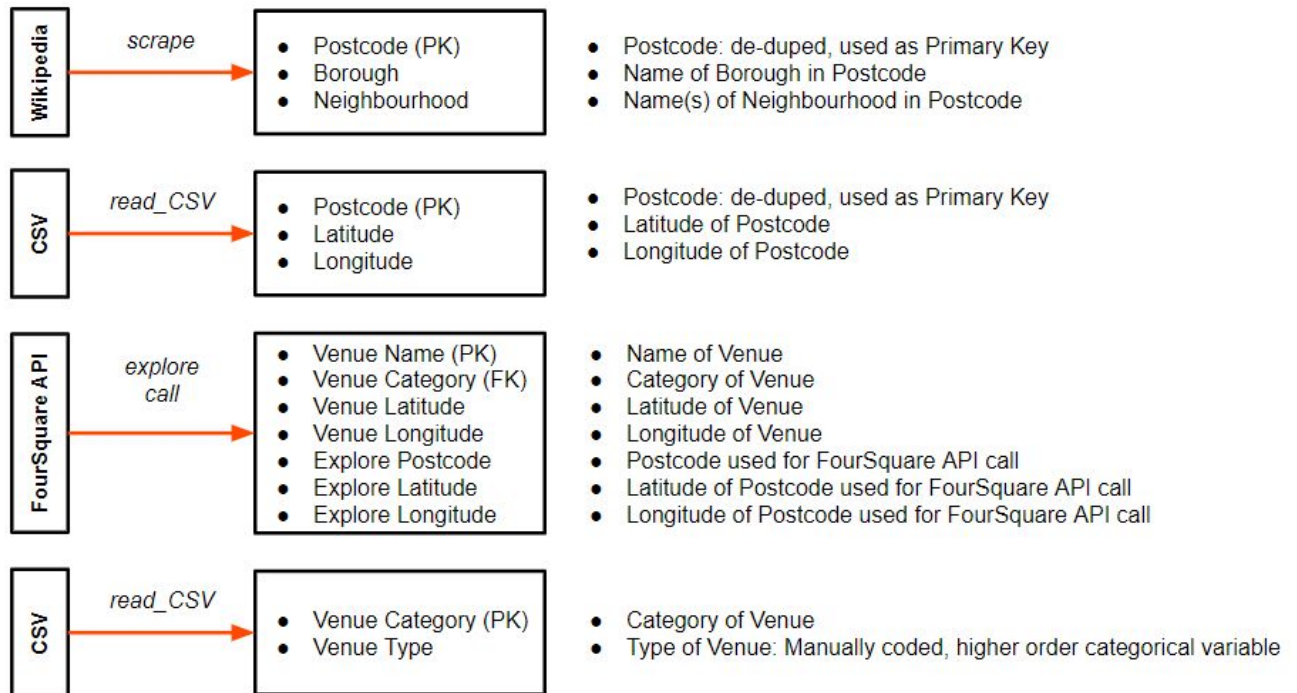 Wikipedia
scrape
● Postcode (PK)
● Borough
● Neighbourhood
● Postcode: de-duped, used as Primary Key
● Name of Borough in Postcode
● Name(s) of Neighbourhood in Postcode
CSV
read_CSV
● Postcode (PK)
● Latitude
● Longitude
● Postcode: de-duped, used as Primary Key
● Latitude of Postcode
● Longitude of Postcode
FourSquare API
explore
call
● Venue Name (PK)
● Venue Category (FK)
● Venue Latitude
● Venue Longitude
● Explore Postcode
● Explore Latitude
● Explore Longitude
● Name of Venue
● Category of Venue
● Latitude of Venue
● Longitude of Venue
● Postcode used for FourSquare API call
● Latitude of Postcode used for FourSquare API call
● Longitude of Postcode used for FourSquare API call
CSV
read_CSV
● Venue Category (PK)
● Venue Type
● Category of Venue
● Type of Venue: Manually coded, higher order categorical variable